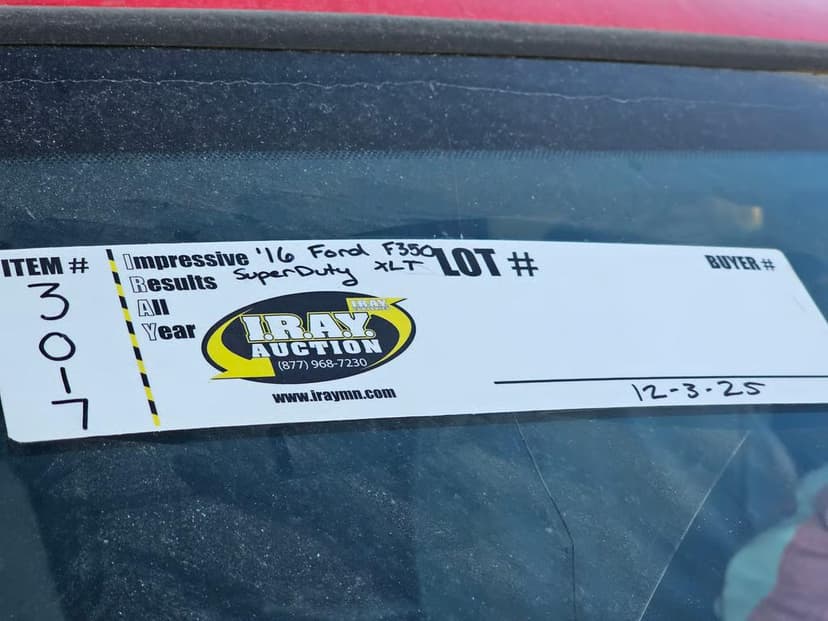 ITEM #
3
0
1
7
Impressive '16 Ford F350
Results SuperDuty XLT
All
Year
I.R.A.Y.
I.R.A.Y.
AUCTION
(877) 968-7230
www.iraymn.com
LOT #
BUYER #
12-3-25